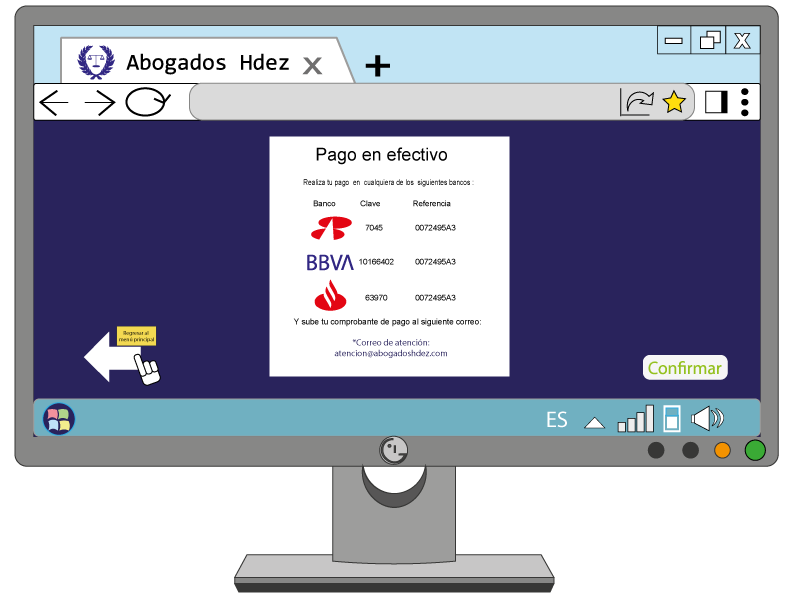 Abogados Hdez X
X
Pago en efectivo
Realiza tu pago en cualquiera de los siguientes bancos :
Banco Clave Referencia
7045 0072495A3
BBVA 10166402 0072495A3
63970 0072495A3
Y sube tu comprobante de pago al siguiente correo:
*Correo de atención:
atencion@abogadoshdez.com
Regresar al
menú principal
Confirmar
ES